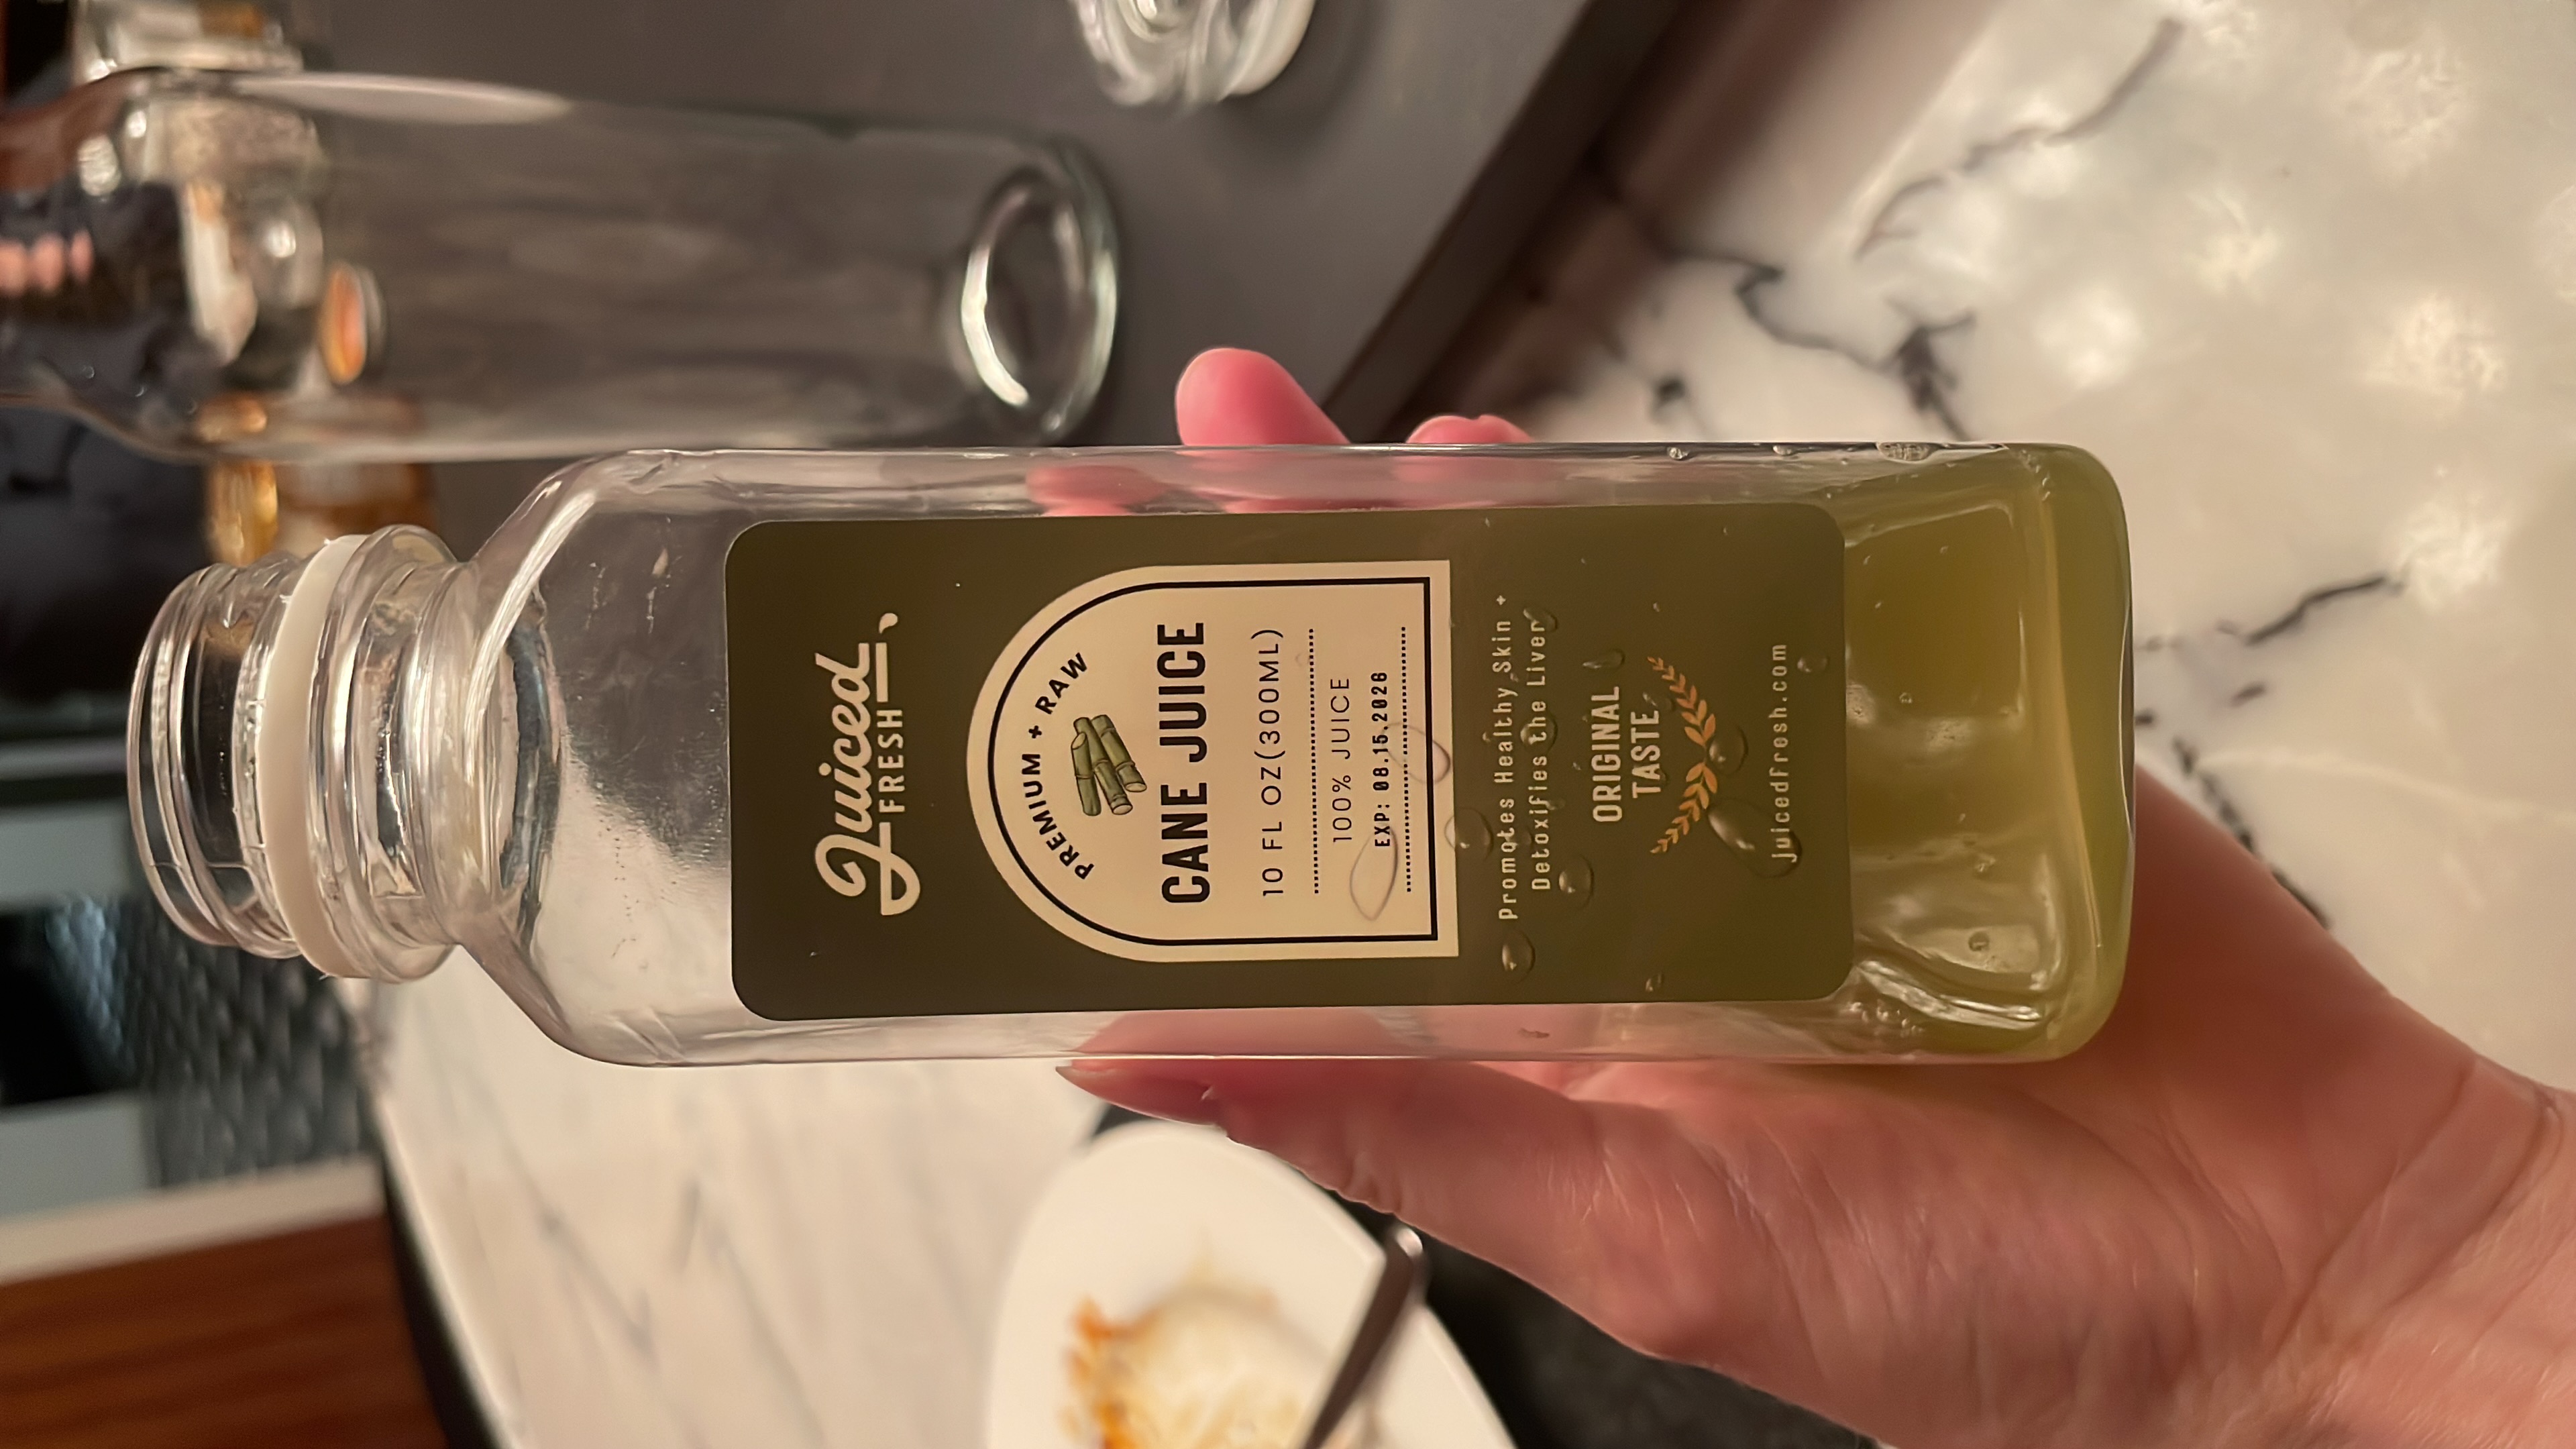 Juiced
FRESH
PREMIUM + RAW
CANE JUICE
10 FL OZ(300ML)
100% JUICE
EXP: 08.15.2026
Promotes Healthy Skin +
Detoxifies the Liver
ORIGINAL
TASTE
juicedfresh.com